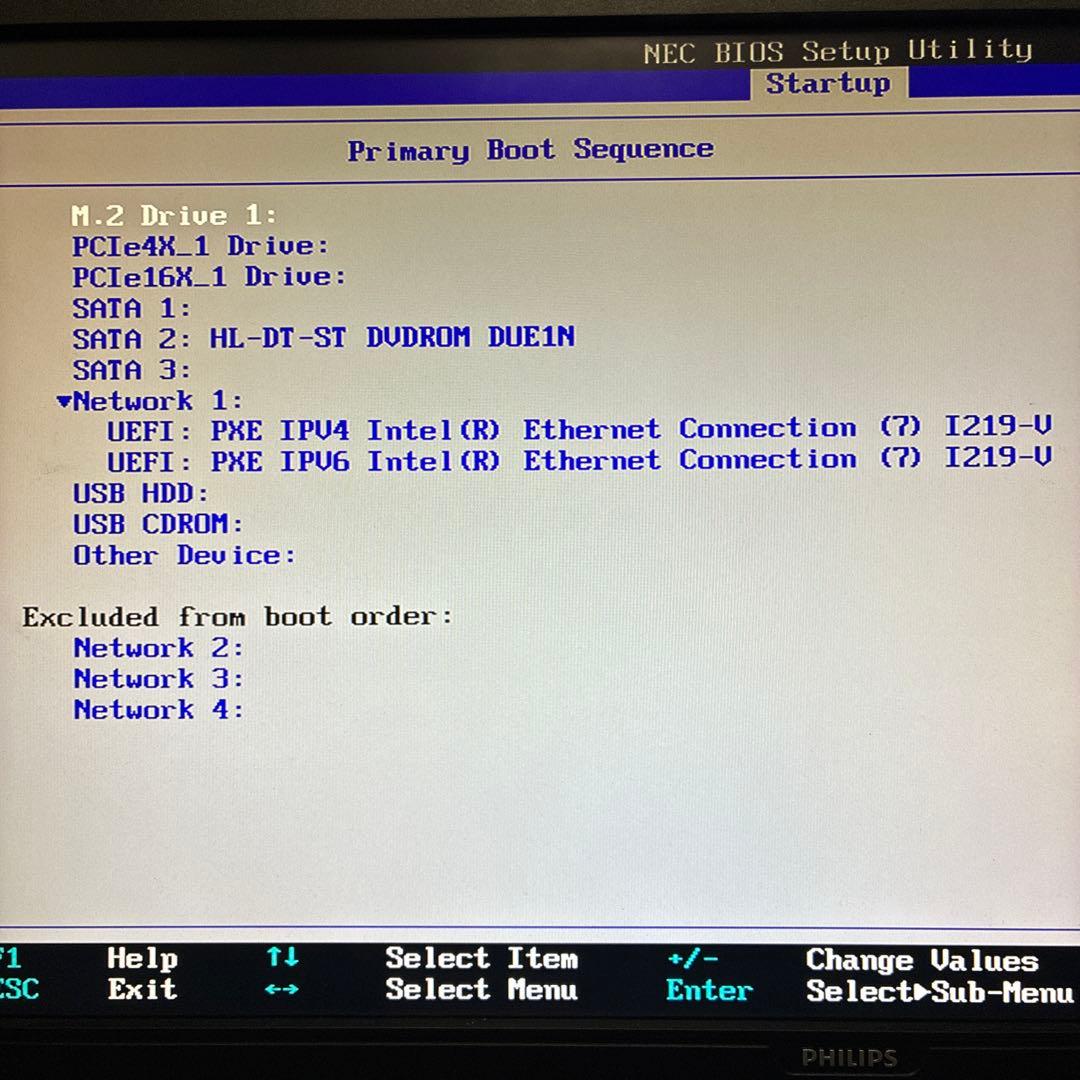 NEC BIOS Setup Utility
Startup
Primary Boot Sequence
M.2 Drive 1:
PCIe4X_1 Drive:
PCIe16X_1 Drive:
SATA 1:
SATA 2: HL-DT-ST DVDROM DUE1N
SATA 3:
▼Network 1:
UEFI: PXE IPV4 Intel(R) Ethernet Connection (7) I219-V
UEFI: PXE IPV6 Intel(R) Ethernet Connection (7) I219-V
USB HDD:
USB CDROM:
Other Device:
Excluded from boot order:
Network 2:
Network 3:
Network 4:
F1 Help ↑↓ Select Item +/- Change Values
ESC Exit ←→ Select Menu Enter Select▶Sub-Menu
PHILIPS